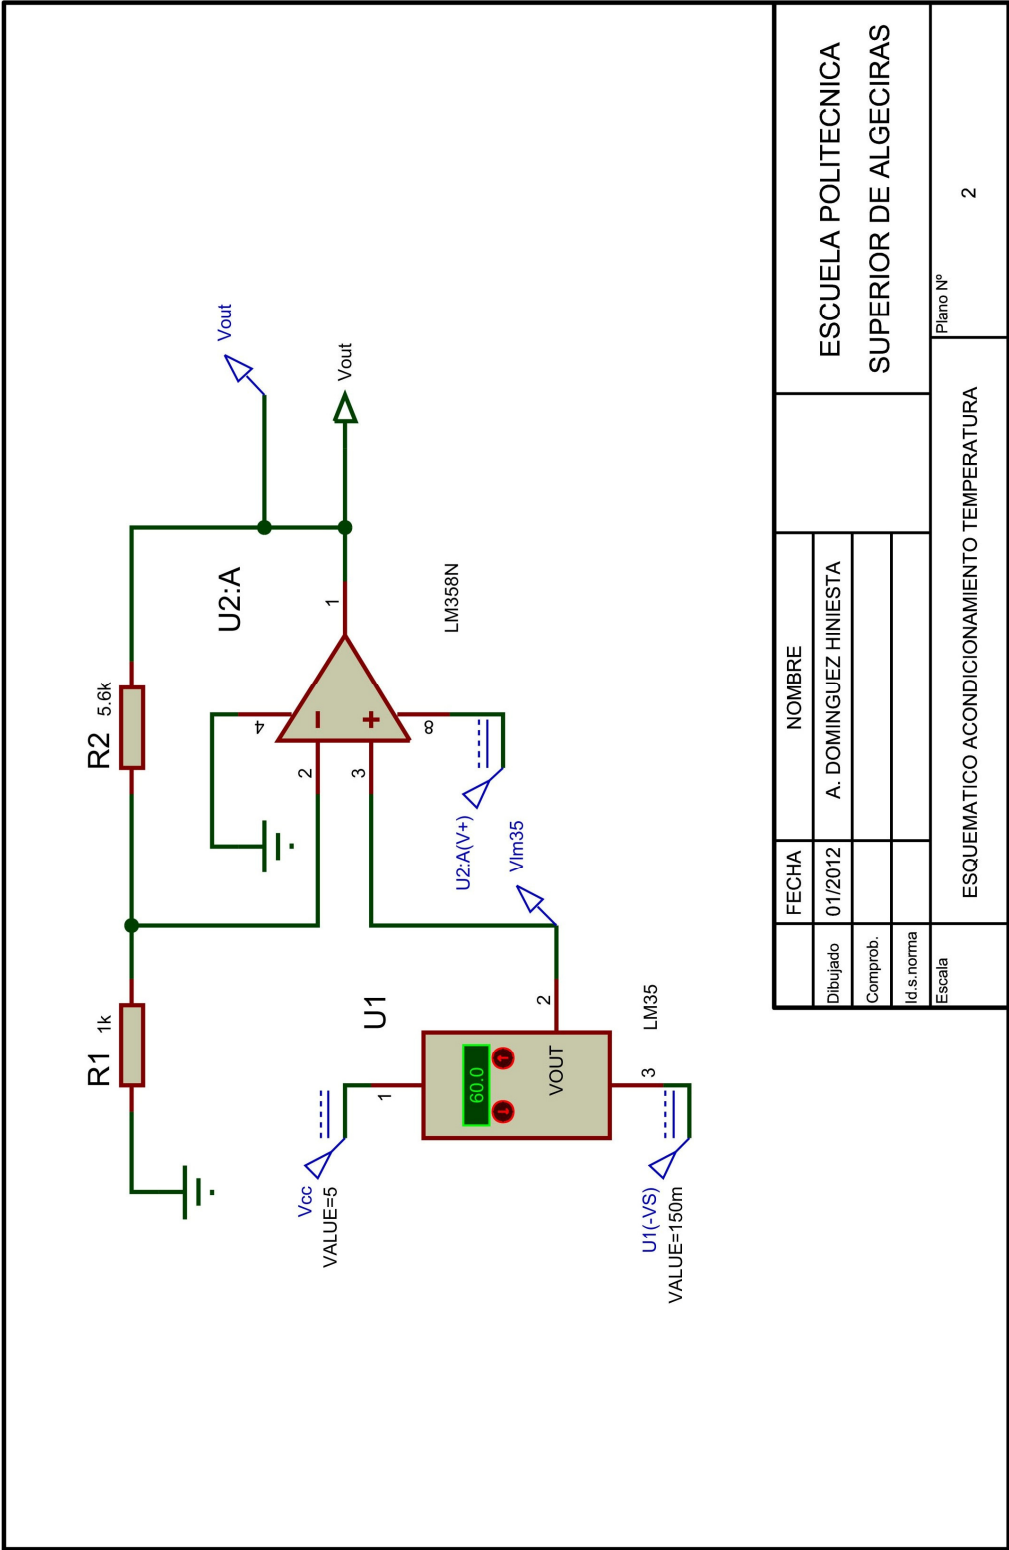 R1
1k
R2
5.6k
U2:A
Vout
Vout
1
4
2
3
8
LM358N
U2:A(V+)
Vlm35
U1
Vcc
VALUE=5
1
60.0
VOUT
2
3
LM35
U1(-VS)
VALUE=150m
FECHA
NOMBRE
ESCUELA POLITECNICA
SUPERIOR DE ALGECIRAS
Dibujado
01/2012
A. DOMINGUEZ HINIESTA
Comprob.
Id.s.norma
Escala
ESQUEMATICO ACONDICIONAMIENTO TEMPERATURA
Plano Nº
2